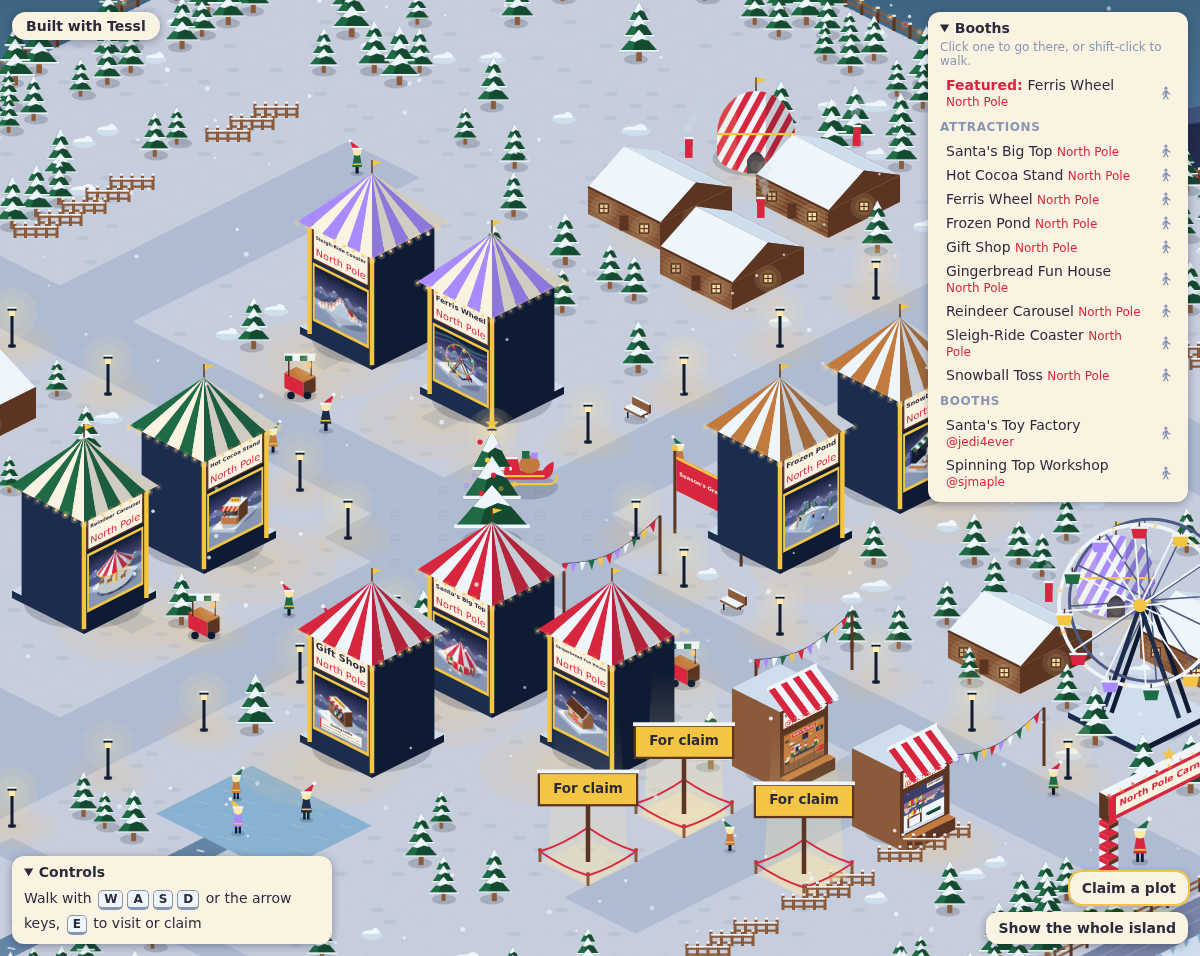 Built with Tessl
▼ Booths
Click one to go there, or shift-click to
walk.
Featured: Ferris Wheel
North Pole
ATTRACTIONS
Santa's Big Top North Pole
Hot Cocoa Stand North Pole
Ferris Wheel North Pole
Frozen Pond North Pole
Gift Shop North Pole
Gingerbread Fun House
North Pole
Reindeer Carousel North Pole
Sleigh-Ride Coaster North
Pole
Snowball Toss North Pole
BOOTHS
Santa's Toy Factory
@jedi4ever
Spinning Top Workshop
@sjmaple
Sleigh-Ride Coaster
North Pole
Ferris Wheel
North Pole
Hot Cocoa Stand
North Pole
Reindeer Carousel
North Pole
Frozen Pond
North Pole
Santa's Big Top
North Pole
Gift Shop
North Pole
Gingerbread Fun House
North Pole
For claim
For claim
For claim
North Pole
▼ Controls
Walk with W A S D or the arrow
keys, E to visit or claim
Claim a plot
Show the whole island